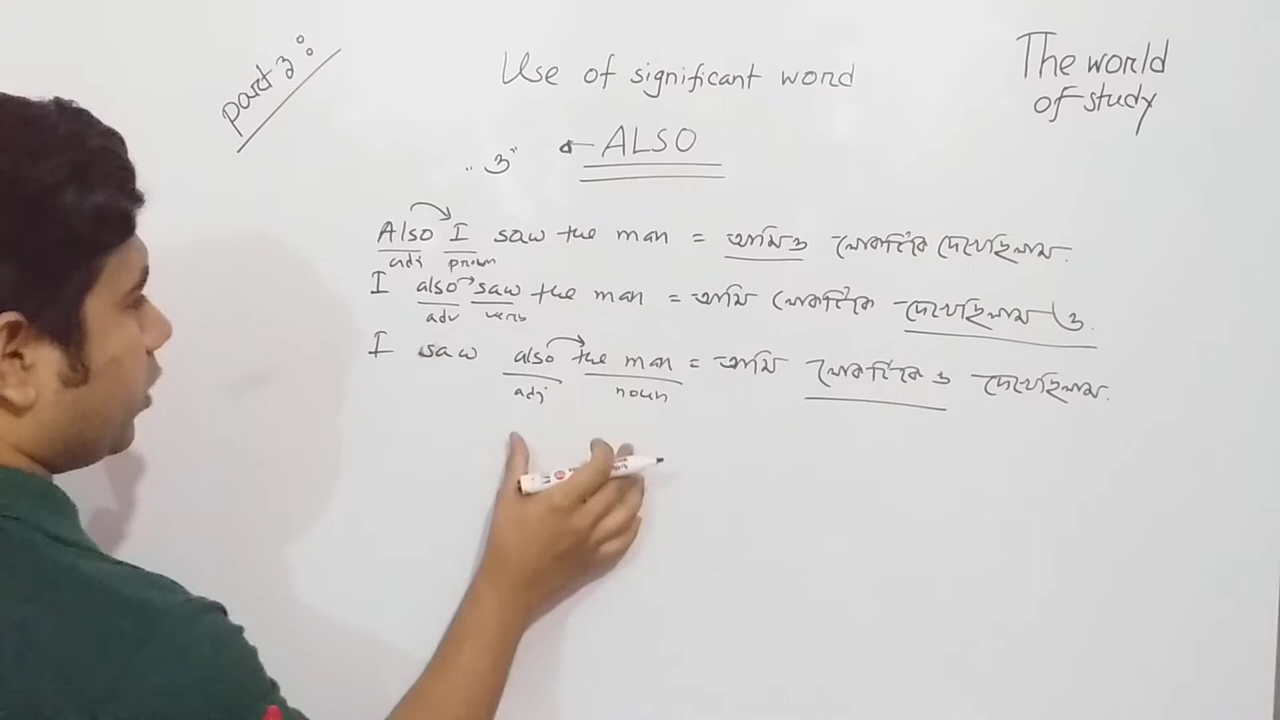 Part 3:
Use of significant word
The world
of study
"ও" ← ALSO
Also I saw the man = আমিও লোকটিকে দেখেছিলাম.
adj pronoun
I also saw the man = আমি লোকটিকে দেখেছিলাম ও.
adv verb
I saw also the man = আমি লোকটিকে ও দেখেছিলাম.
adj noun